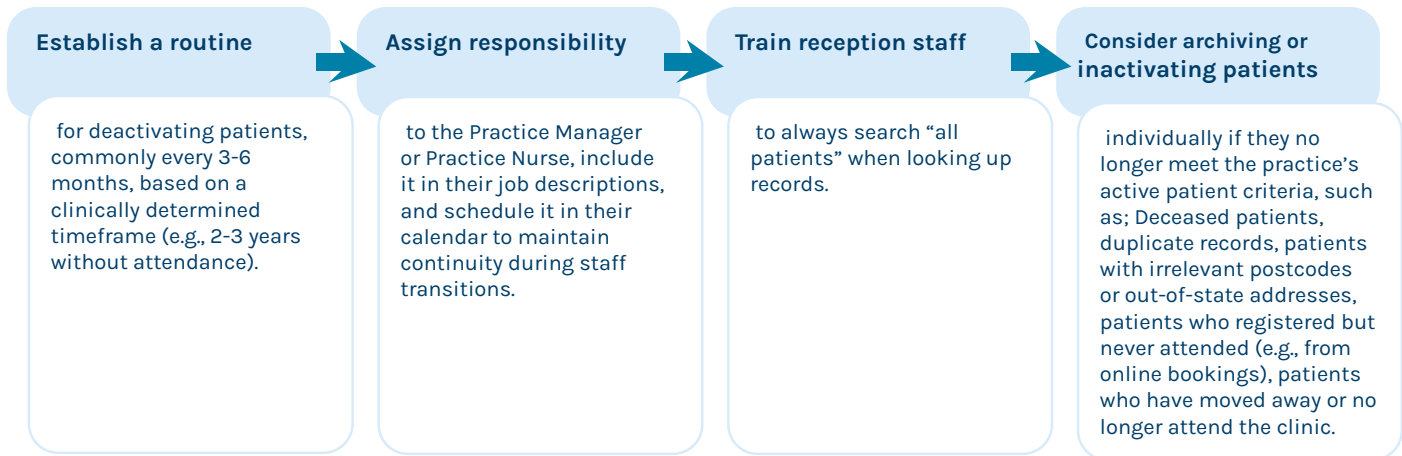 Establish a routine
for deactivating patients,
commonly every 3-6
months, based on a
clinically determined
timeframe (e.g., 2-3 years
without attendance).
Assign responsibility
to the Practice Manager
or Practice Nurse, include
it in their job descriptions,
and schedule it in their
calendar to maintain
continuity during staff
transitions.
Train reception staff
to always search “all
patients” when looking up
records.
Consider archiving or
inactivating patients
individually if they no
longer meet the practice’s
active patient criteria, such
as; Deceased patients,
duplicate records, patients
with irrelevant postcodes
or out-of-state addresses,
patients who registered but
never attended (e.g., from
online bookings), patients
who have moved away or no
longer attend the clinic.